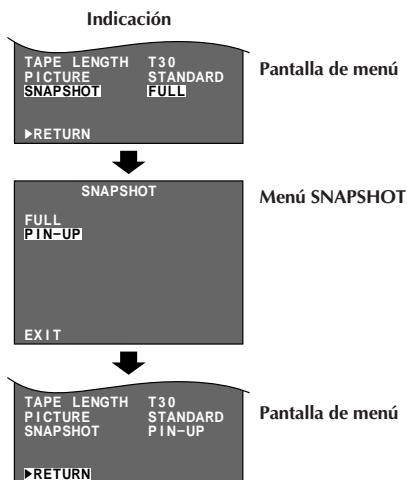 Indicación
TAPE LENGTH T30
PICTURE STANDARD
SNAPSHOT FULL
▶RETURN
Pantalla de menú
SNAPSHOT
FULL
PIN–UP
EXIT
Menú SNAPSHOT
TAPE LENGTH T30
PICTURE STANDARD
SNAPSHOT PIN–UP
▶RETURN
Pantalla de menú